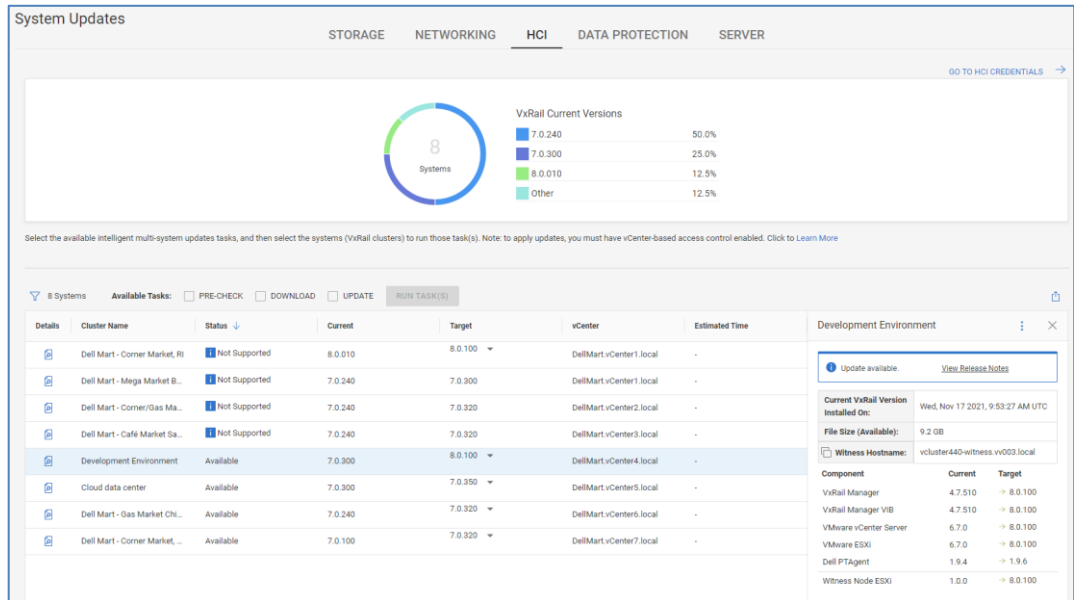 System Updates
STORAGE NETWORKING HCI DATA PROTECTION SERVER
GO TO HCI CREDENTIALS
8
Systems
VxRail Current Versions
7.0.240 50.0%
7.0.300 25.0%
8.0.010 12.5%
Other 12.5%
Select the available intelligent multi-system updates tasks, and then select the systems (VxRail clusters) to run those task(s). Note: to apply updates, you must have vCenter-based access control enabled. Click to Learn More
8 Systems Available Tasks: PRE-CHECK DOWNLOAD UPDATE RUN TASK(S)
Details Cluster Name Status Current Target vCenter Estimated Time
Dell Mart - Corner Market, RI Not Supported 8.0.010 8.0.100 DellMart.vCenter1.local -
Dell Mart - Mega Market B... Not Supported 7.0.240 7.0.300 DellMart.vCenter1.local -
Dell Mart - Corner/Gas Ma... Not Supported 7.0.240 7.0.320 DellMart.vCenter2.local -
Dell Mart - Café Market Sa... Not Supported 7.0.240 7.0.320 DellMart.vCenter3.local -
Development Environment Available 7.0.300 8.0.100 DellMart.vCenter4.local -
Cloud data center Available 7.0.300 7.0.350 DellMart.vCenter5.local -
Dell Mart - Gas Market Chi... Available 7.0.240 7.0.320 DellMart.vCenter6.local -
Dell Mart - Corner Market, ... Available 7.0.100 7.0.320 DellMart.vCenter7.local -
Development Environment
Update available. View Release Notes
Current VxRail Version
Installed On: Wed, Nov 17 2021, 9:53:27 AM UTC
File Size (Available): 9.2 GB
Witness Hostname: vcluster440-witness.vv003.local
Component Current Target
VxRail Manager 4.7.510 → 8.0.100
VxRail Manager VIB 4.7.510 → 8.0.100
VMware vCenter Server 6.7.0 → 8.0.100
VMware ESXi 6.7.0 → 8.0.100
Dell PTAgent 1.9.4 → 1.9.6
Witness Node ESXi 1.0.0 → 8.0.100